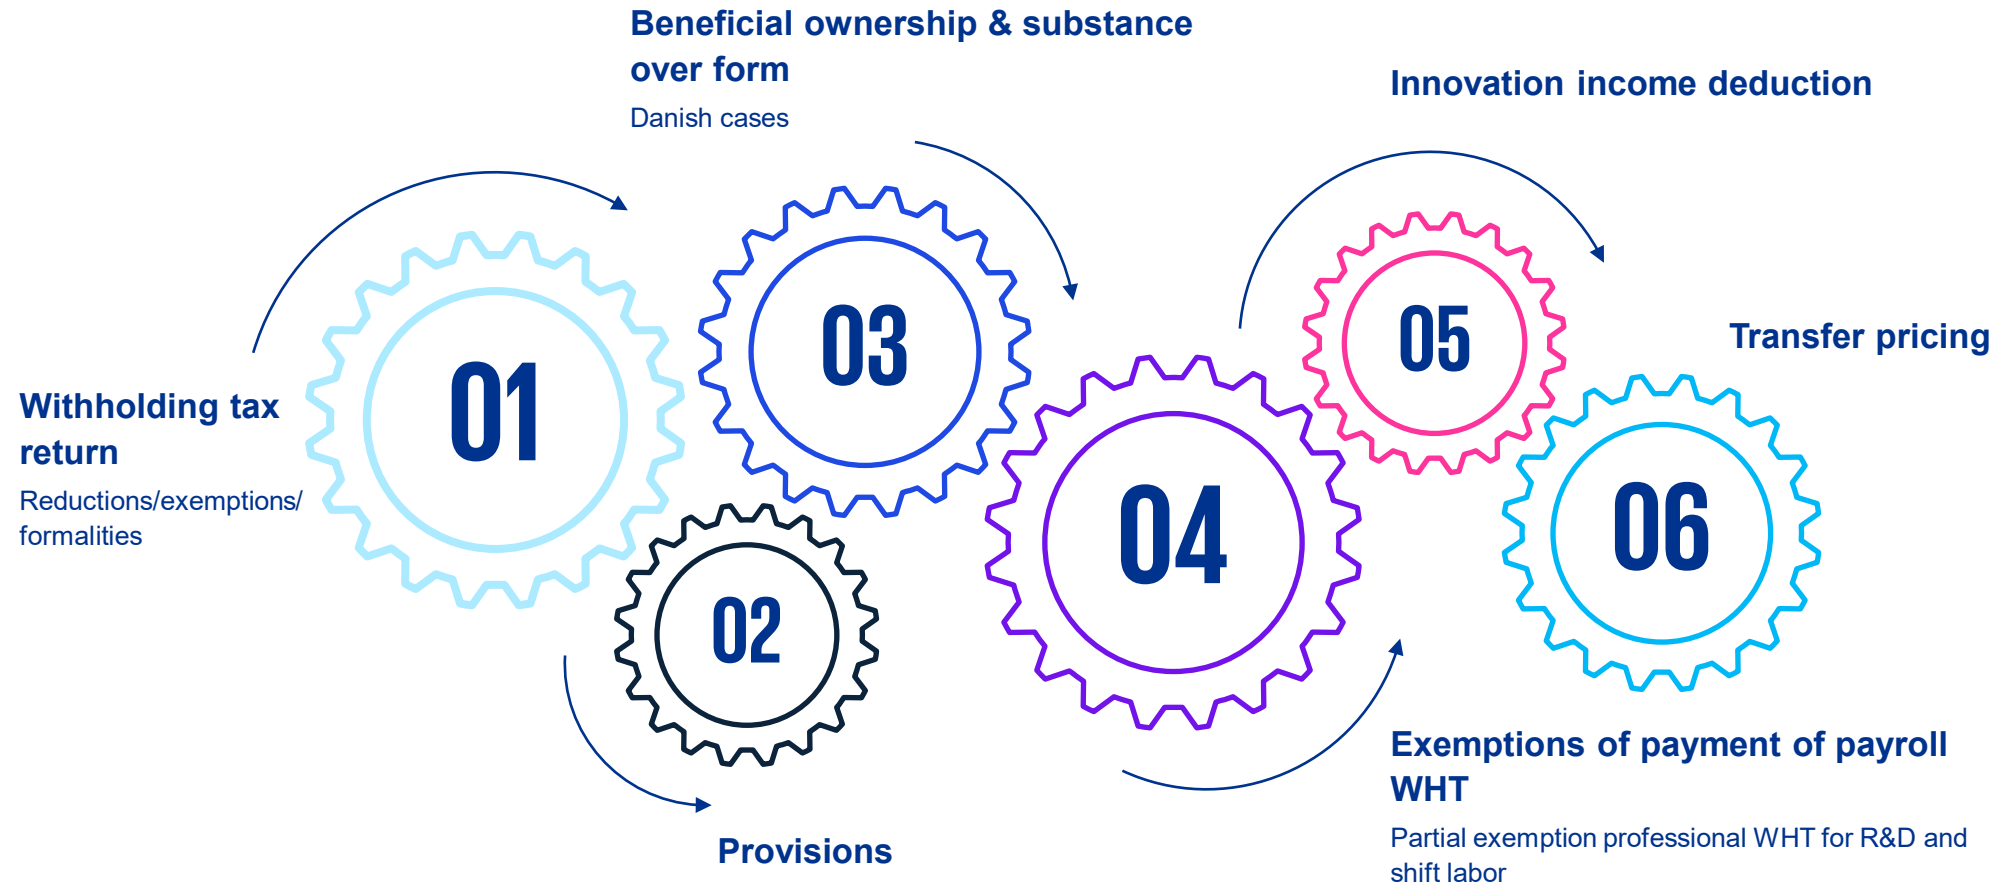 Withholding tax
return
Reductions/exemptions/
formalities
01
02
Provisions
Beneficial ownership & substance
over form
Danish cases
03
04
Exemptions of payment of payroll
WHT
Partial exemption professional WHT for R&D and
shift labor
Innovation income deduction
05
Transfer pricing
06